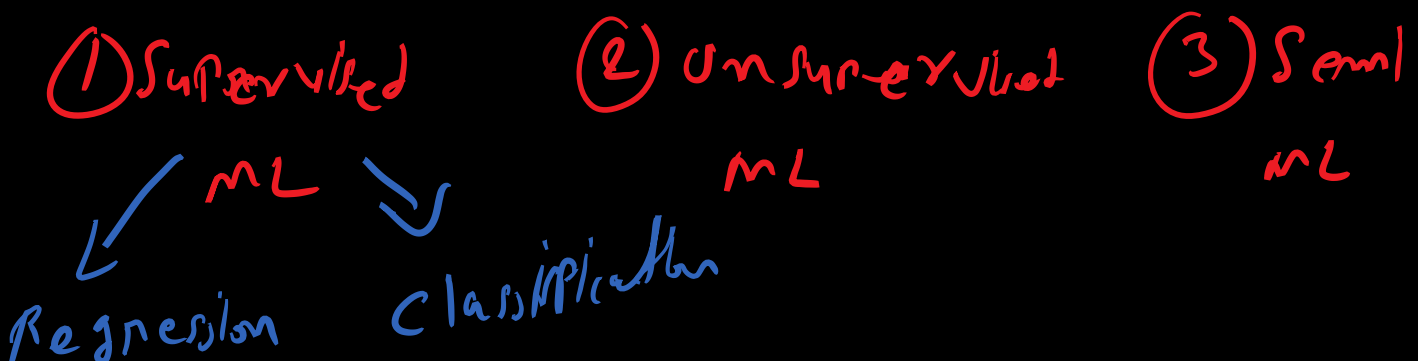 ① Supervised ② Unsupervised ③ Semi
ML ML ML
Regression Classification